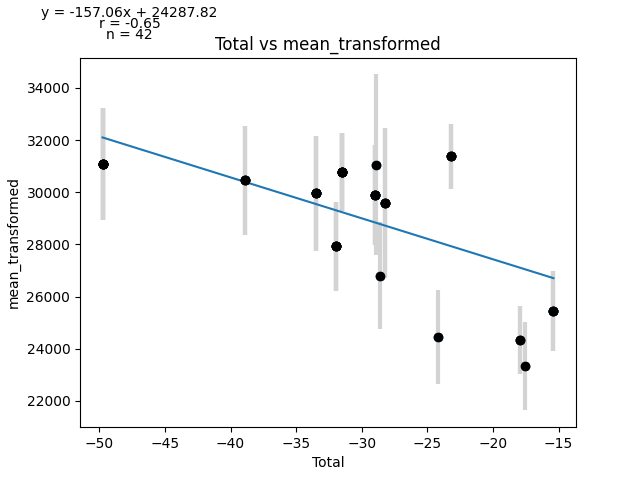 y = -157.06x + 24287.82
r = -0.65
n = 42
Total vs mean_transformed
34000
32000
30000
28000
26000
24000
22000
mean_transformed
−50
−45
−40
−35
−30
−25
−20
−15
Total